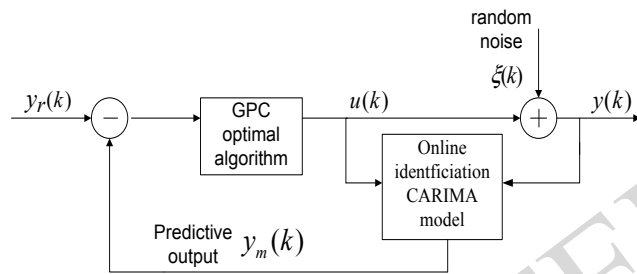 random
noise
ξ(k)
y_r(k)
−
GPC
optimal
algorithm
u(k)
+
y(k)
Online
identficiation
CARIMA
model
Predictive
output
y_m(k)